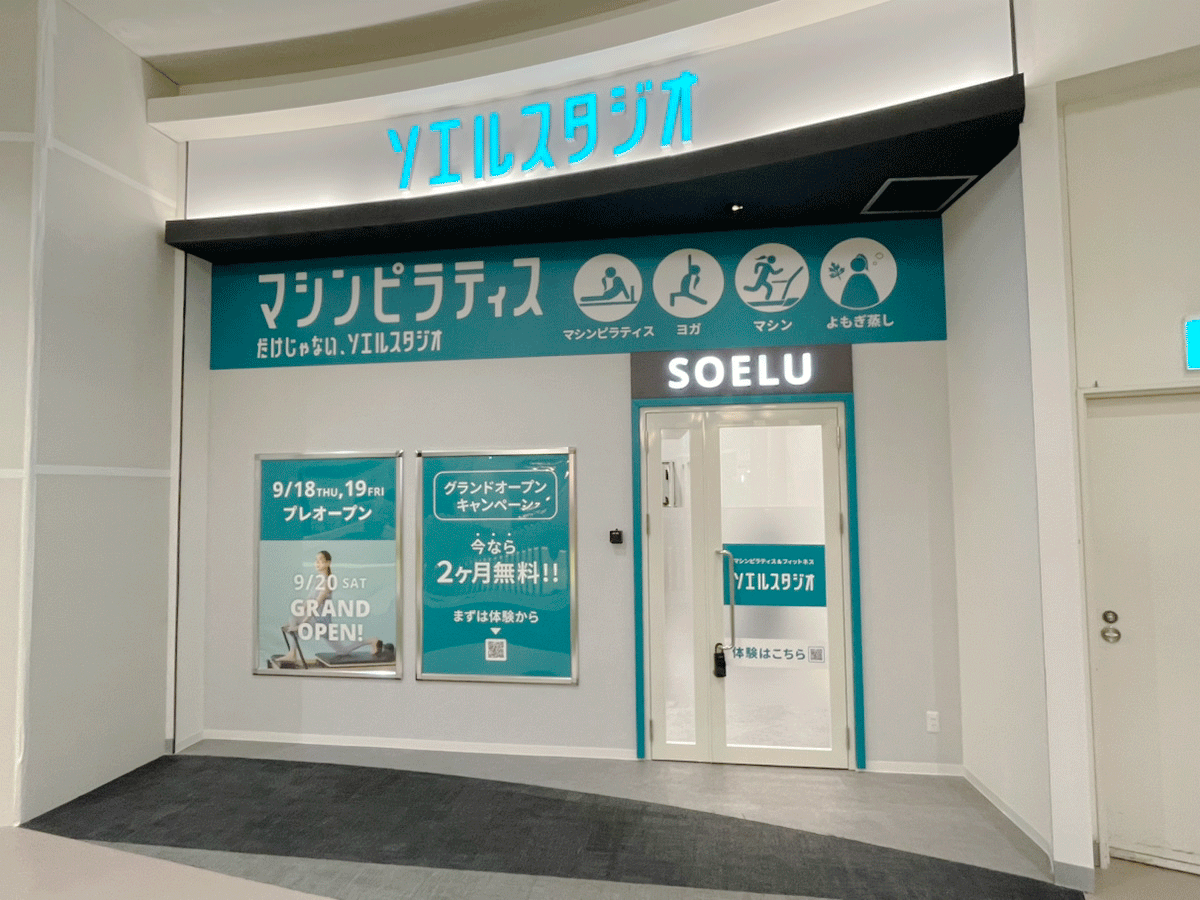 ソエルスタジオ
マシンピラティス
だけじゃない、ソエルスタジオ
マシンピラティス
ヨガ
マシン
よもぎ蒸し
SOELU
9/18THU,19FRI
プレオープン
9/20 SAT
GRAND
OPEN!
グランドオープン
キャンペーン
今なら
2ヶ月無料!!
まずは体験から
マシンピラティス&フィットネス
ソエルスタジオ
体験はこちら